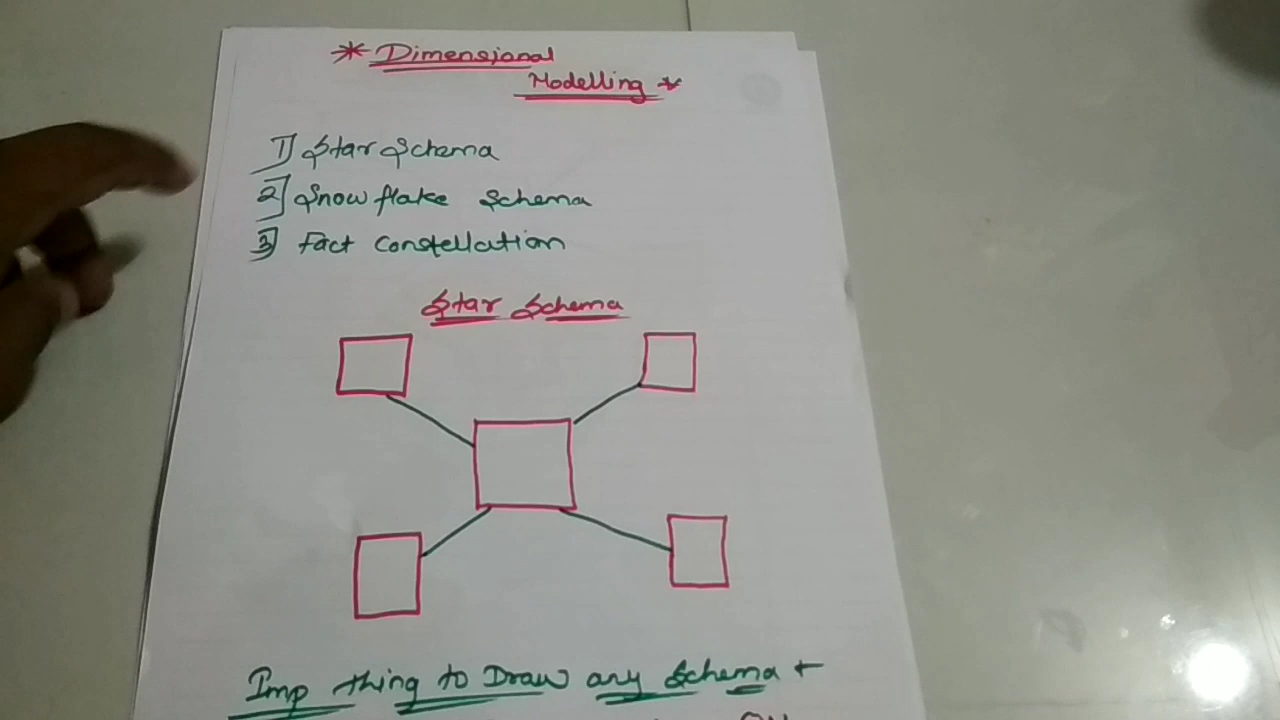 * Dimensional
Modelling *
1] Star Schema
2] Snow flake Schema
3] Fact Constellation
Star Schema
Imp thing to Draw any Schema